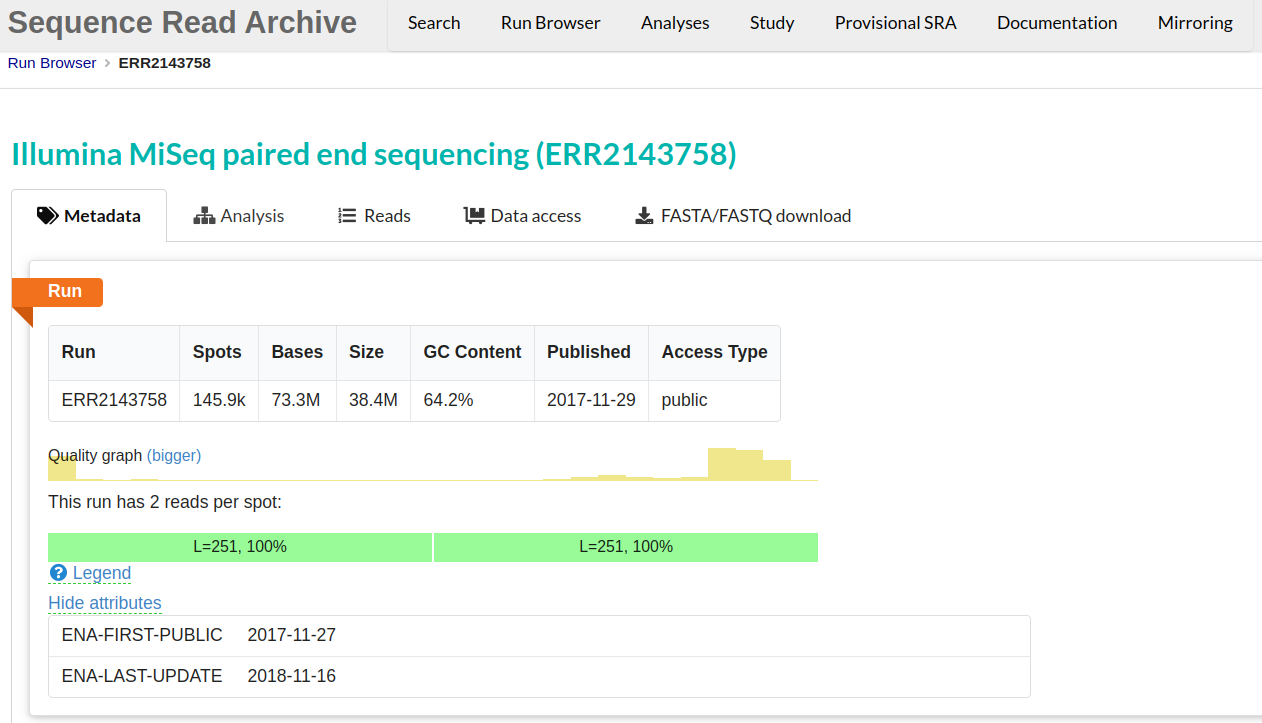 Sequence Read Archive Search Run Browser Analyses Study Provisional SRA Documentation Mirroring
Run Browser › ERR2143758
Illumina MiSeq paired end sequencing (ERR2143758)
Metadata Analysis Reads Data access FASTA/FASTQ download
Run
Run Spots Bases Size GC Content Published Access Type
ERR2143758 145.9k 73.3M 38.4M 64.2% 2017-11-29 public
Quality graph (bigger)
This run has 2 reads per spot:
L=251, 100% L=251, 100%
? Legend
Hide attributes
ENA-FIRST-PUBLIC 2017-11-27
ENA-LAST-UPDATE 2018-11-16